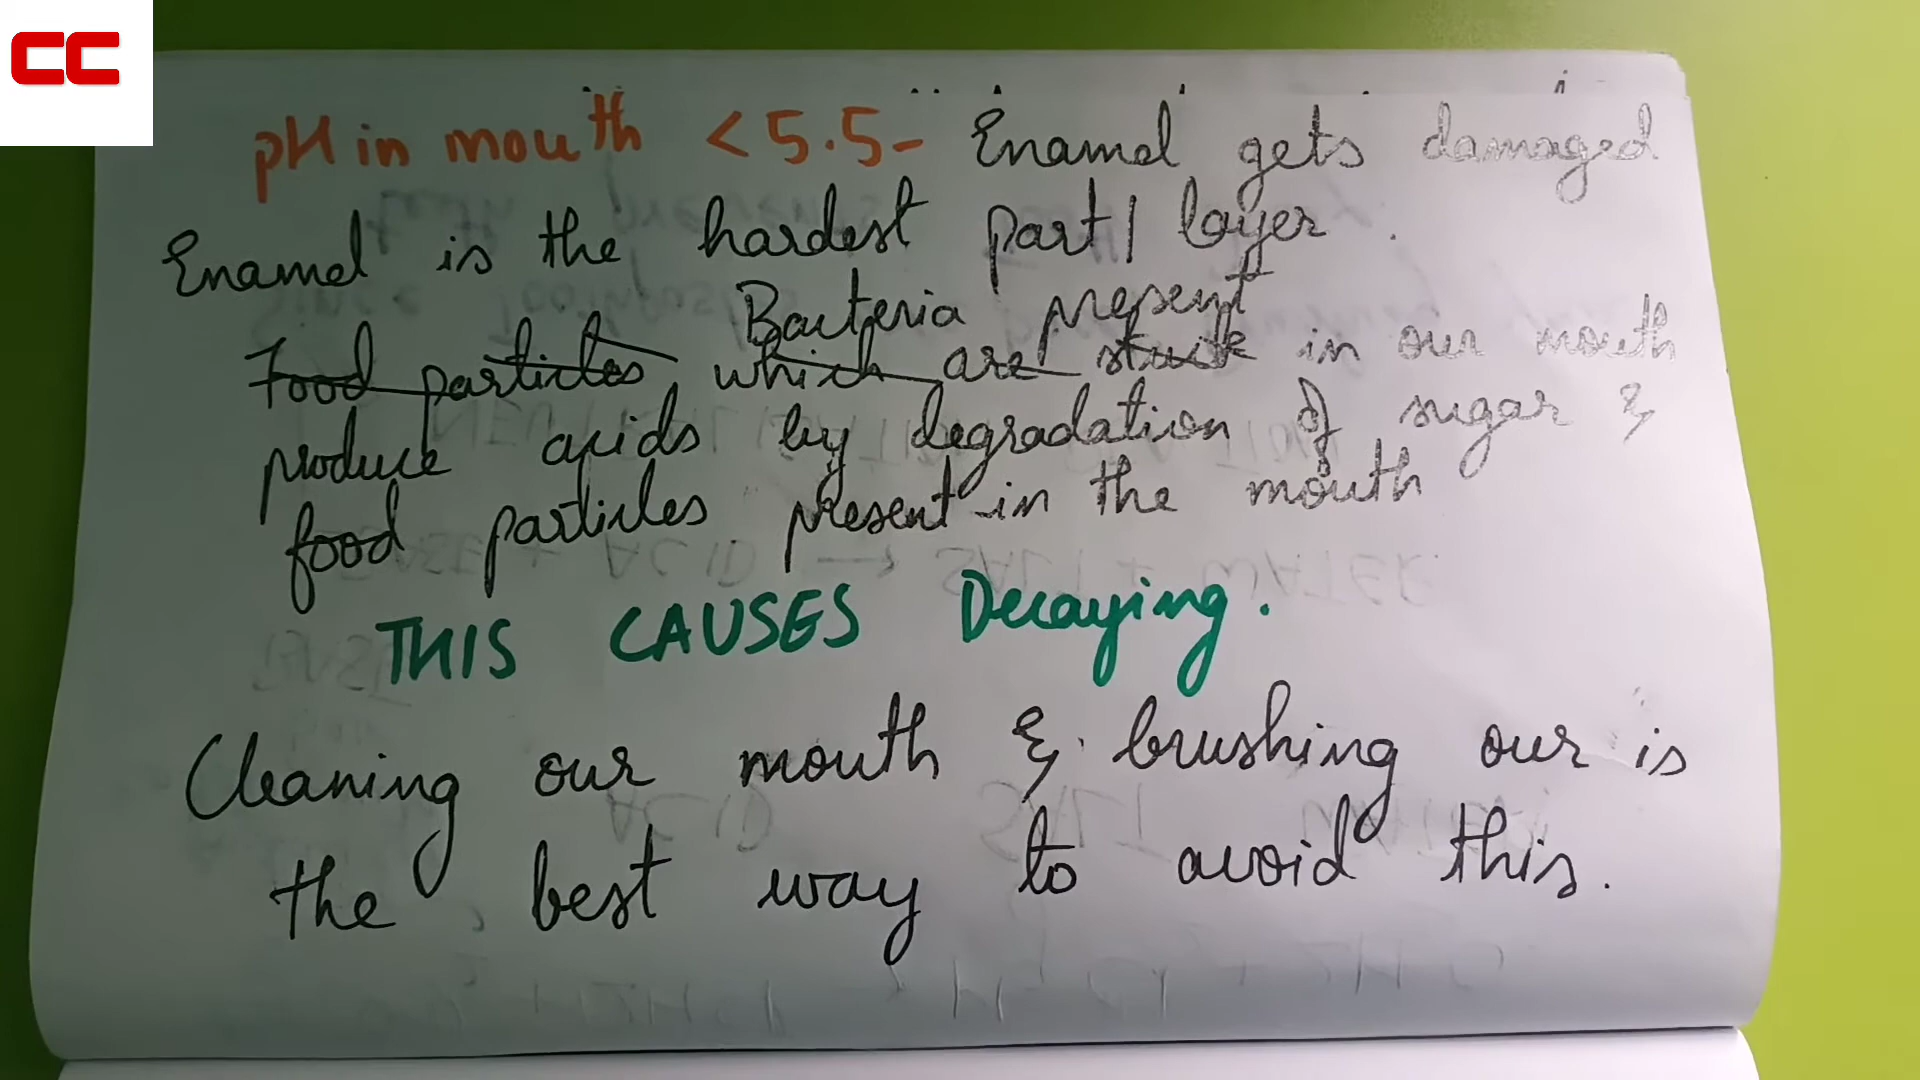 CC
pH in mouth < 5.5 - Enamel gets damaged
Enamel is the hardest part / layer .
Bacteria present
Food particles which are stuck in our mouth
produce acids by degradation of sugar &
food particles present in the mouth
THIS CAUSES Decaying.
Cleaning our mouth & brushing our is
the best way to avoid this.